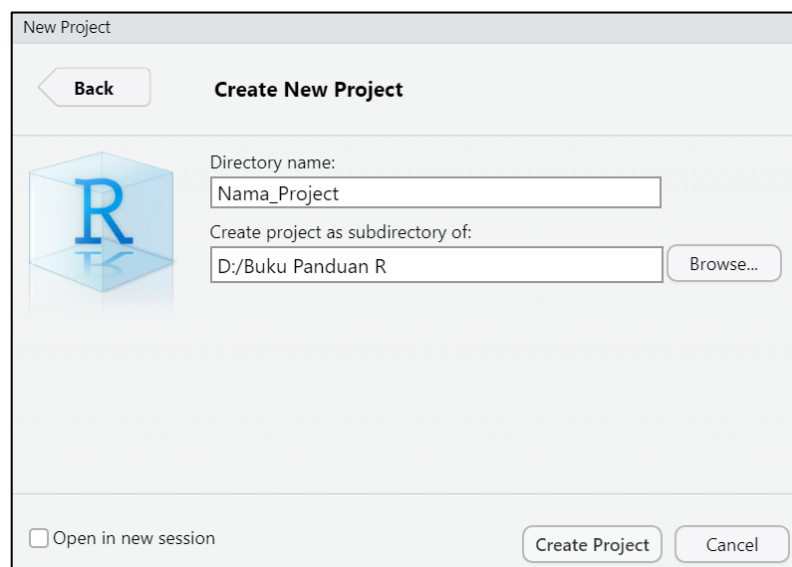 New Project
Back
Create New Project
R
Directory name:
Nama_Project
Create project as subdirectory of:
D:/Buku Panduan R
Browse...
Open in new session
Create Project
Cancel